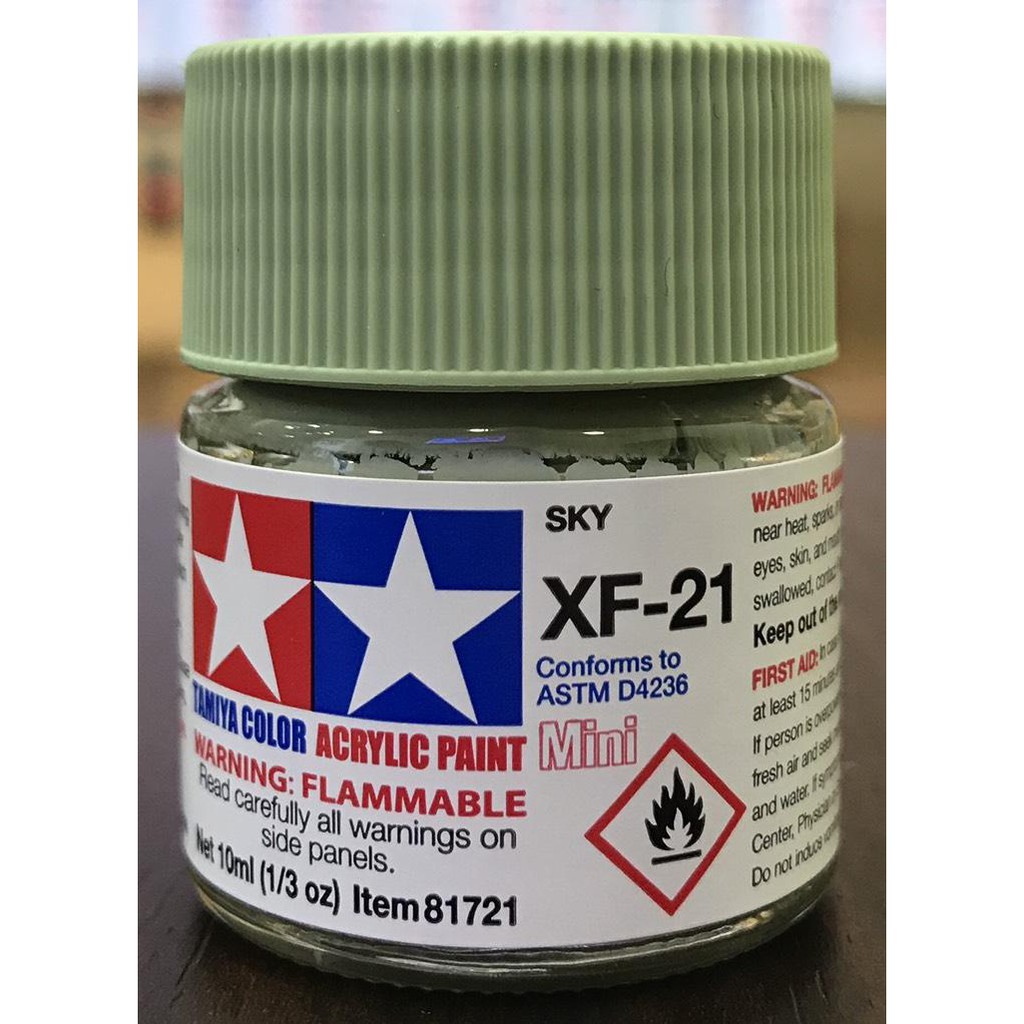 SKY
XF-21
Conforms to
ASTM D4236
Mini
TAMIYA COLOR ACRYLIC PAINT
WARNING: FLAMMABLE
Read carefully all warnings on
side panels.
Net 10ml (1/3 oz) Item 81721
WARNING:
near heat, sparks,
eyes, skin, and
swallowed,
Keep out of the
FIRST AID: In
at least 15 minutes
If person is
fresh air and
and water. If
Center, Physician
Do not induce